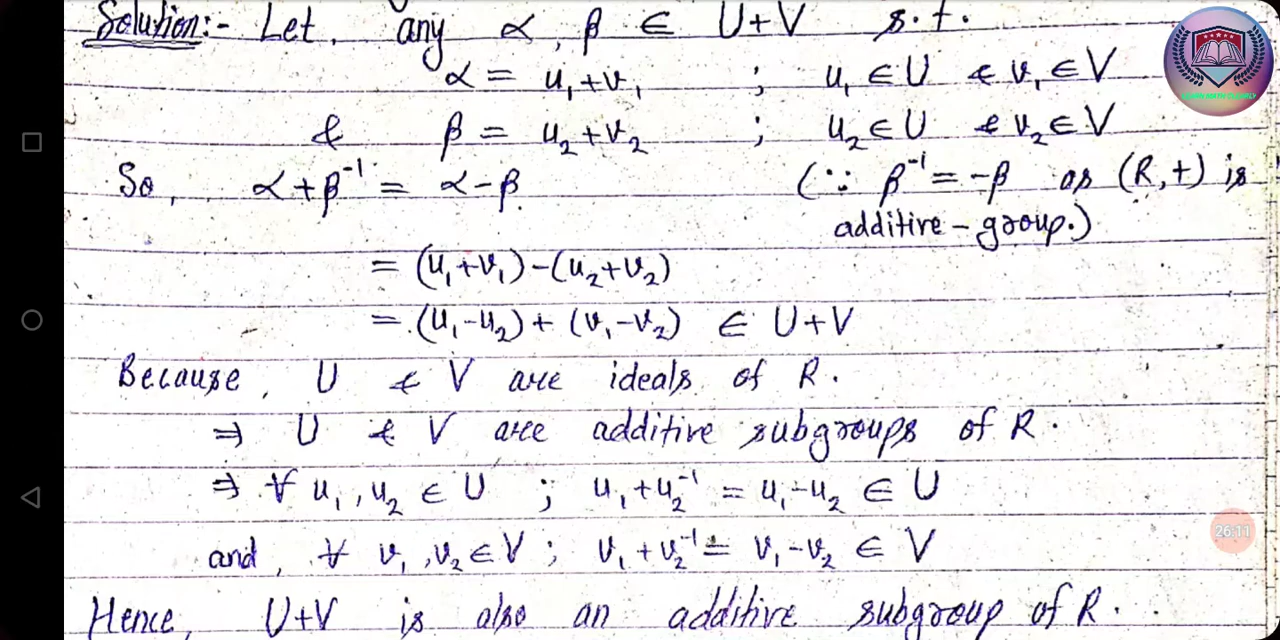 Solution:- Let, any α, β ∈ U+V s.t.
α = u₁+v₁ ; u₁ ∈ U & v₁ ∈ V
& β = u₂+v₂ ; u₂ ∈ U & v₂ ∈ V
So, α+β⁻¹ = α-β (∵ β⁻¹ = -β as (R,+) is
additive-group.)
= (u₁+v₁)-(u₂+v₂)
= (u₁-u₂)+(v₁-v₂) ∈ U+V
Because, U & V are ideals of R.
⇒ U & V are additive subgroups of R.
⇒ ∀ u₁, u₂ ∈ U ; u₁+u₂⁻¹ = u₁-u₂ ∈ U
and, ∀ v₁, v₂ ∈ V ; v₁+v₂⁻¹ = v₁-v₂ ∈ V
26:11
Hence, U+V is also an additive subgroup of R.